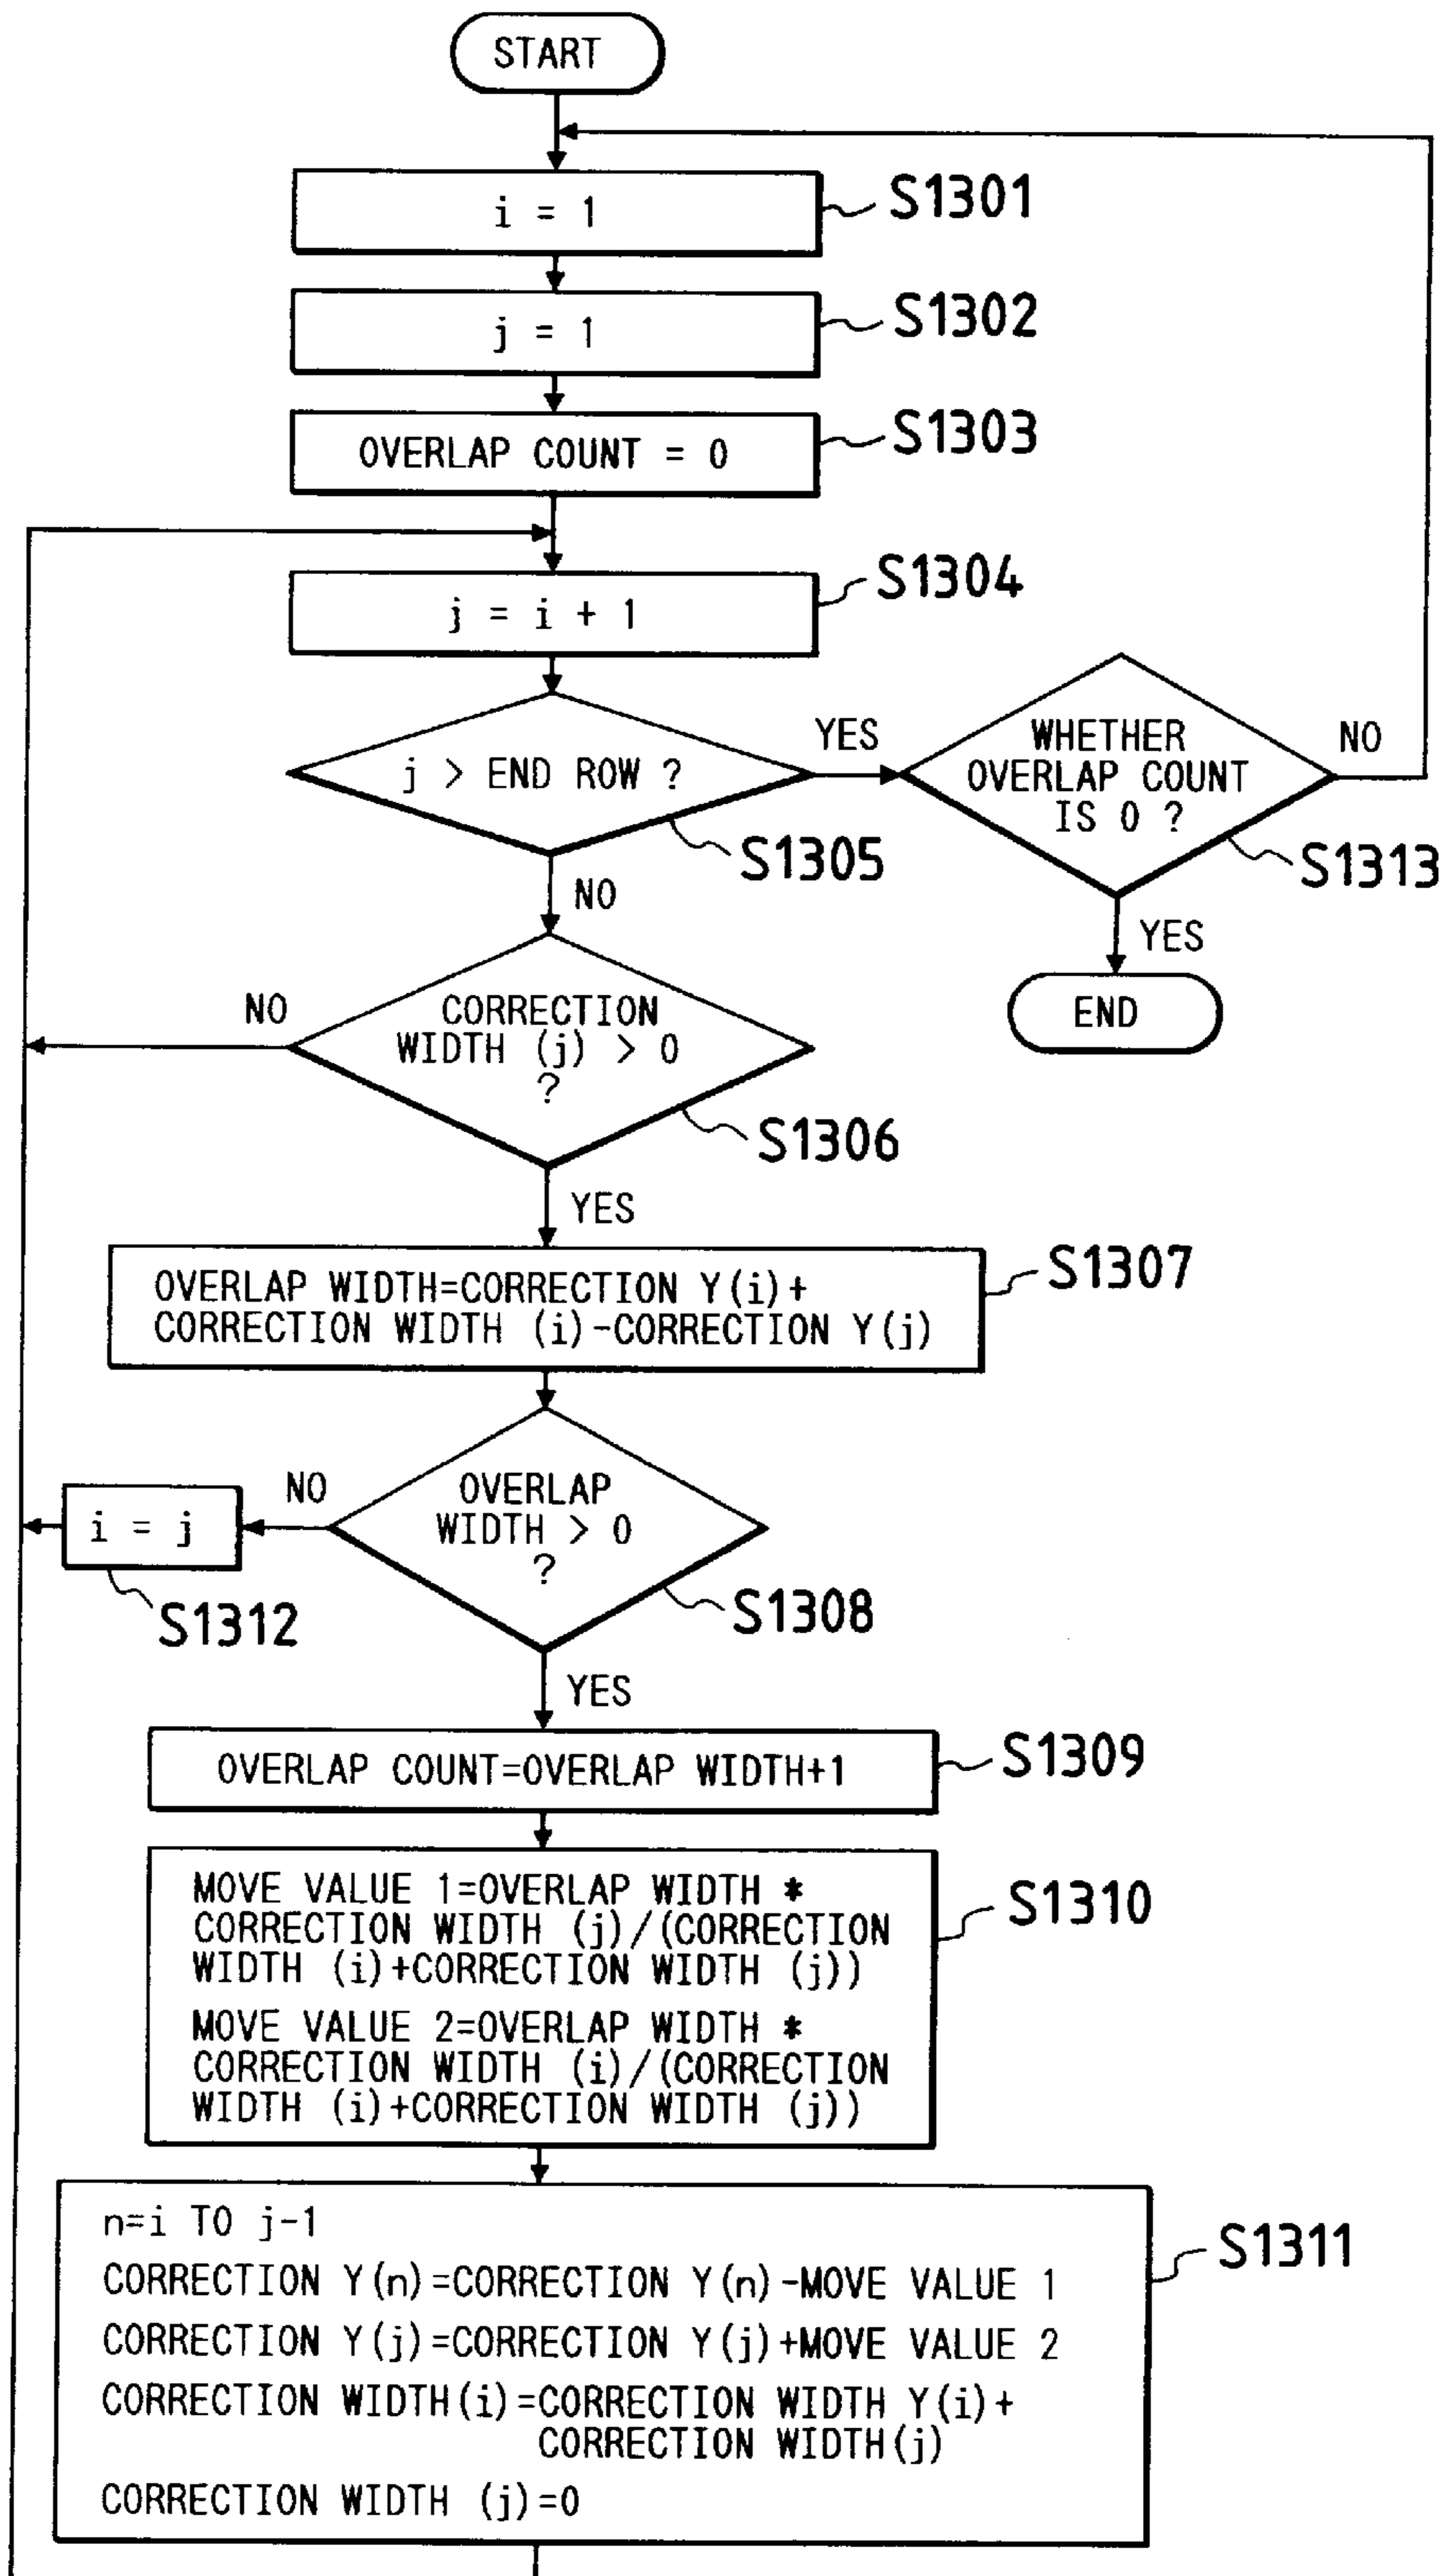 START
i = 1
S1301
j = 1
S1302
OVERLAP COUNT = 0
S1303
j = i + 1
S1304
j > END ROW ?
S1305
YES
NO
WHETHER
OVERLAP COUNT
IS 0 ?
S1313
NO
YES
END
CORRECTION
WIDTH (j) > 0
?
S1306
NO
YES
OVERLAP WIDTH=CORRECTION Y(i)+
CORRECTION WIDTH (i)-CORRECTION Y(j)
S1307
OVERLAP
WIDTH > 0
?
S1308
NO
i = j
S1312
YES
OVERLAP COUNT=OVERLAP WIDTH+1
S1309
MOVE VALUE 1=OVERLAP WIDTH *
CORRECTION WIDTH (j)/(CORRECTION
WIDTH (i)+CORRECTION WIDTH (j))
MOVE VALUE 2=OVERLAP WIDTH *
CORRECTION WIDTH (i)/(CORRECTION
WIDTH (i)+CORRECTION WIDTH (j))
S1310
n=i TO j-1
CORRECTION Y(n)=CORRECTION Y(n)-MOVE VALUE 1
CORRECTION Y(j)=CORRECTION Y(j)+MOVE VALUE 2
CORRECTION WIDTH(i)=CORRECTION WIDTH Y(i)+
CORRECTION WIDTH(j)
CORRECTION WIDTH (j)=0
S1311